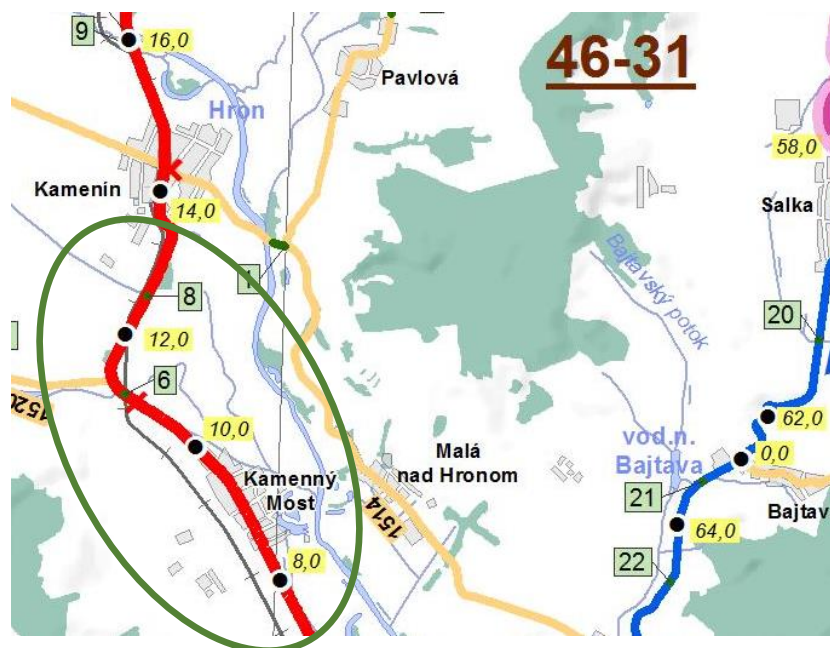 9
16,0
46-31
Pavlová
Hron
58,0
Kamenín
14,0
Salka
1
Bajtavský potok
8
20
12,0
6
1520
10,0
62,0
Malá
nad Hronom
vod.n.
Bajtava
0,0
Kamenný
Most
21
1514
Bajtav
64,0
22
8,0